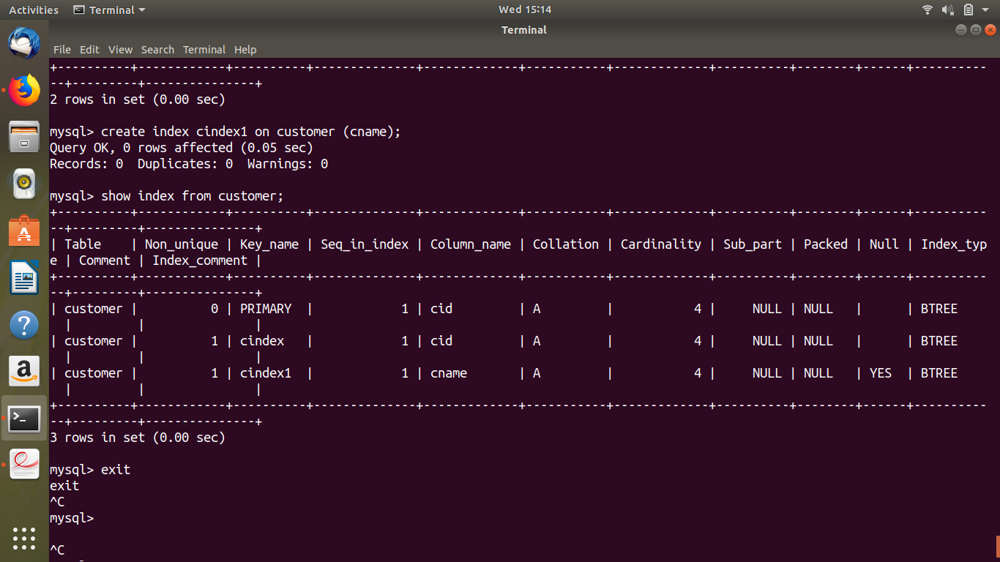 Activities Terminal Wed 15:14
Terminal
File Edit View Search Terminal Help
+----------+------------+----------+--------------+-------------+-----------+-------------+----------+--------+------+----------
--+---------+---------------+
2 rows in set (0.00 sec)
mysql> create index cindex1 on customer (cname);
Query OK, 0 rows affected (0.05 sec)
Records: 0  Duplicates: 0  Warnings: 0
mysql> show index from customer;
+----------+------------+----------+--------------+-------------+-----------+-------------+----------+--------+------+----------
--+---------+---------------+
| Table    | Non_unique | Key_name | Seq_in_index | Column_name | Collation | Cardinality | Sub_part | Packed | Null | Index_typ
e | Comment | Index_comment |
+----------+------------+----------+--------------+-------------+-----------+-------------+----------+--------+------+----------
--+---------+---------------+
| customer |          0 | PRIMARY  |            1 | cid         | A         |           4 |     NULL | NULL   |      | BTREE
  |         |               |
| customer |          1 | cindex   |            1 | cid         | A         |           4 |     NULL | NULL   |      | BTREE
  |         |               |
| customer |          1 | cindex1  |            1 | cname       | A         |           4 |     NULL | NULL   | YES  | BTREE
  |         |               |
+----------+------------+----------+--------------+-------------+-----------+-------------+----------+--------+------+----------
--+---------+---------------+
3 rows in set (0.00 sec)
mysql> exit
exit
^C
mysql>
^C